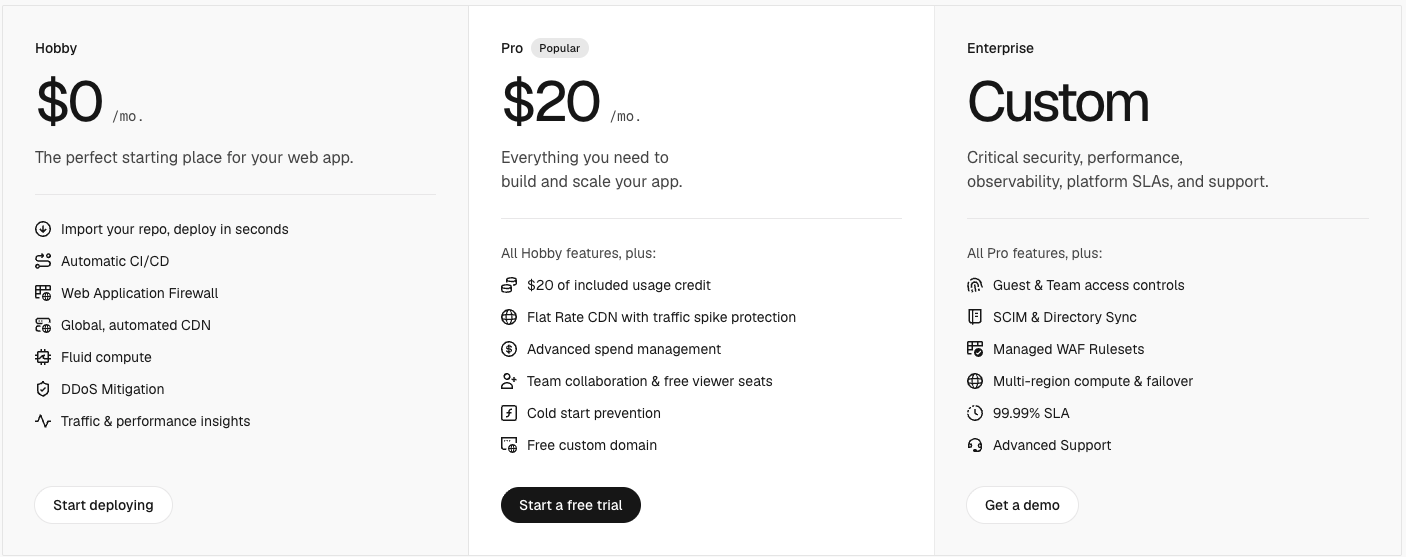 Hobby
$0 /mo.
The perfect starting place for your web app.
Import your repo, deploy in seconds
Automatic CI/CD
Web Application Firewall
Global, automated CDN
Fluid compute
DDoS Mitigation
Traffic & performance insights
Start deploying
Pro Popular
$20 /mo.
Everything you need to
build and scale your app.
All Hobby features, plus:
$20 of included usage credit
Flat Rate CDN with traffic spike protection
Advanced spend management
Team collaboration & free viewer seats
Cold start prevention
Free custom domain
Start a free trial
Enterprise
Custom
Critical security, performance,
observability, platform SLAs, and support.
All Pro features, plus:
Guest & Team access controls
SCIM & Directory Sync
Managed WAF Rulesets
Multi-region compute & failover
99.99% SLA
Advanced Support
Get a demo